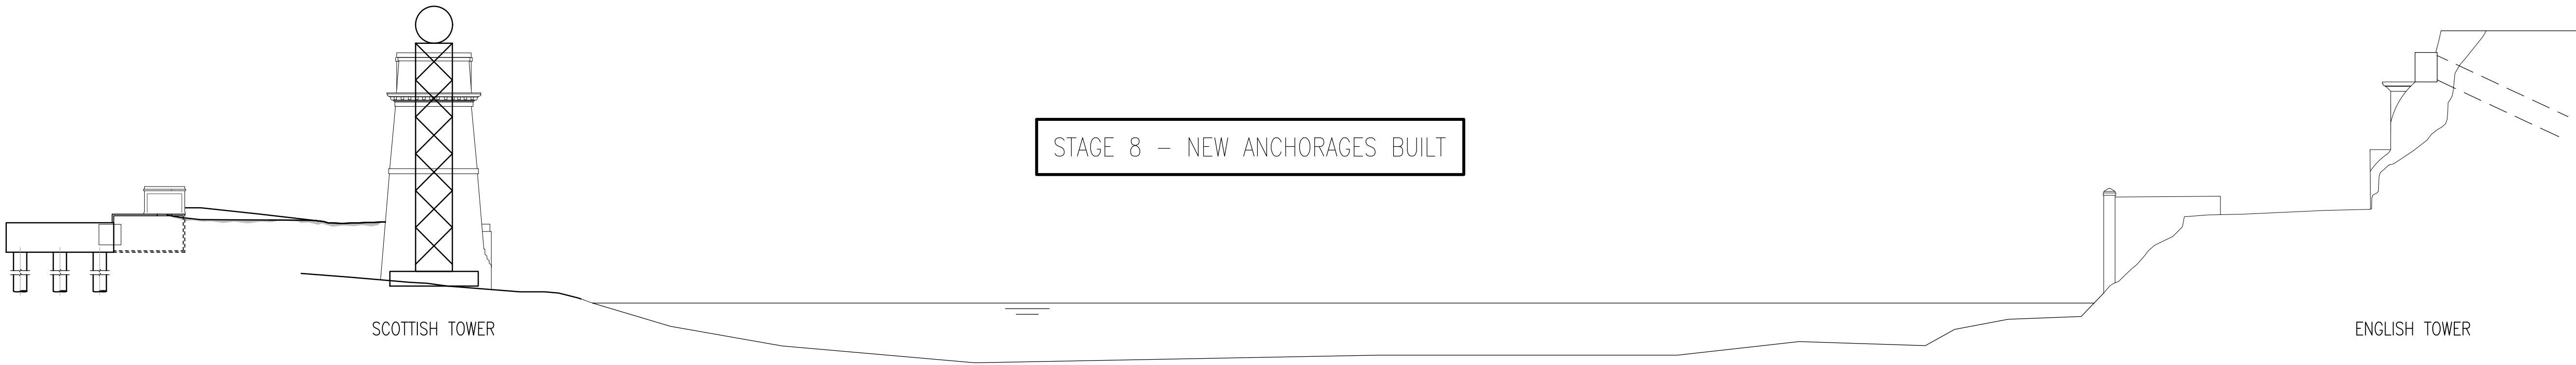 STAGE 8 - NEW ANCHORAGES BUILT
SCOTTISH TOWER
ENGLISH TOWER